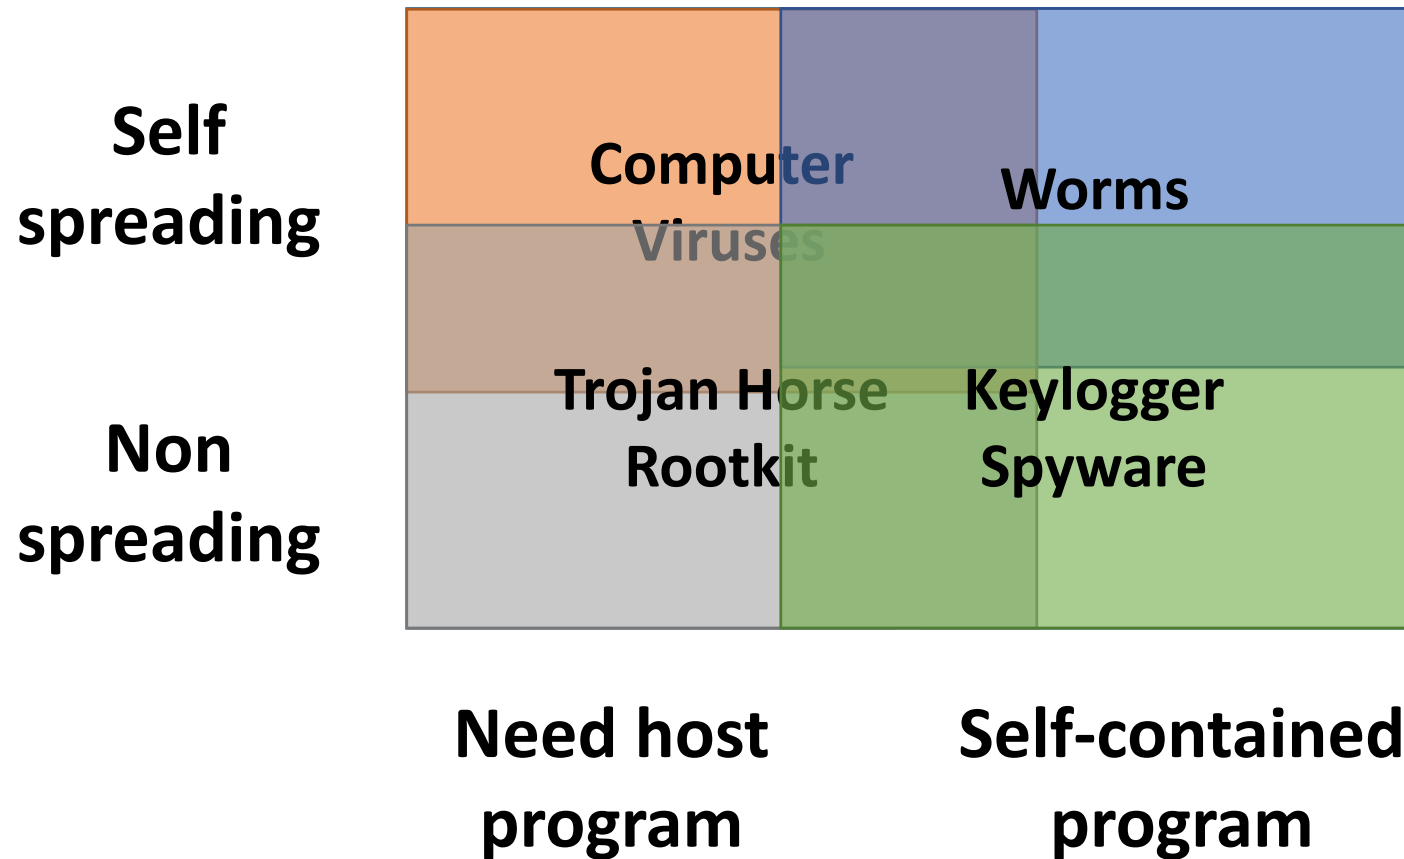 Self
spreading
Computer
Viruses
Worms
Non
spreading
Trojan Horse
Rootkit
Keylogger
Spyware
Need host
program
Self-contained
program